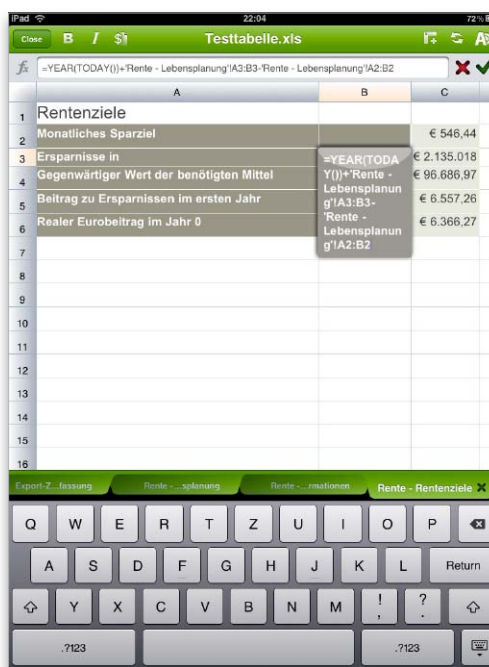 iPad 22:04 72%
Close B I $ Testtabelle.xls
fx =YEAR(TODAY())+'Rente - Lebensplanung'!A3:B3-'Rente - Lebensplanung'!A2:B2
A B C
1 Rentenziele
2 Monatliches Sparziel € 546,44
3 Ersparnisse in € 2.135.018
4 Gegenwärtiger Wert der benötigten Mittel € 96.686,97
5 Beitrag zu Ersparnissen im ersten Jahr € 6.557,26
6 Realer Eurobeitrag im Jahr 0 € 6.366,27
=YEAR(TODA
Y())+'Rente -
Lebensplanun
g'!A3:B3-
'Rente -
Lebensplanun
g'!A2:B2
7
8
9
10
11
12
13
14
15
16
Export-Z...fassung Rente -...splanung Rente -...rmationen Rente - Rentenziele
Q W E R T Z U I O P
A S D F G H J K L Return
Y X C V B N M ! , ? .
.?123 .?123